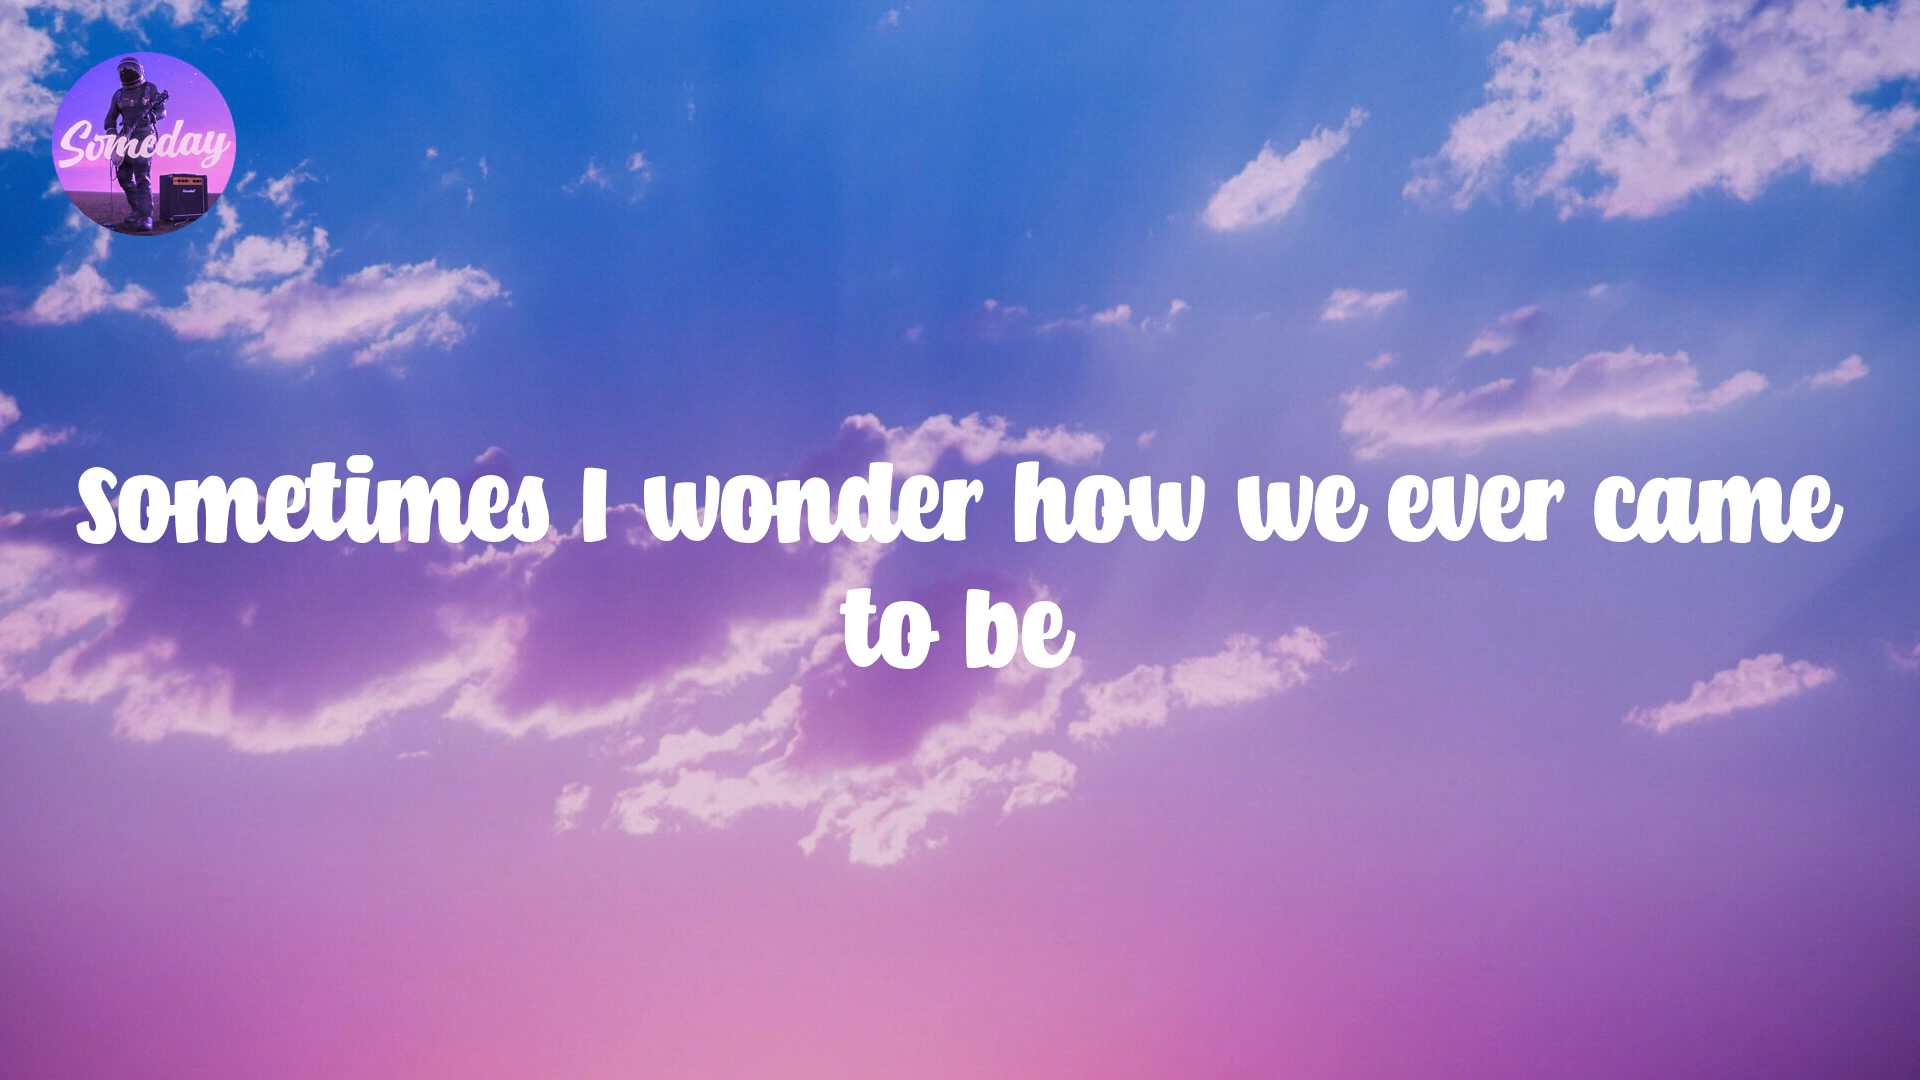 Someday
Sometimes I wonder how we ever came
to be